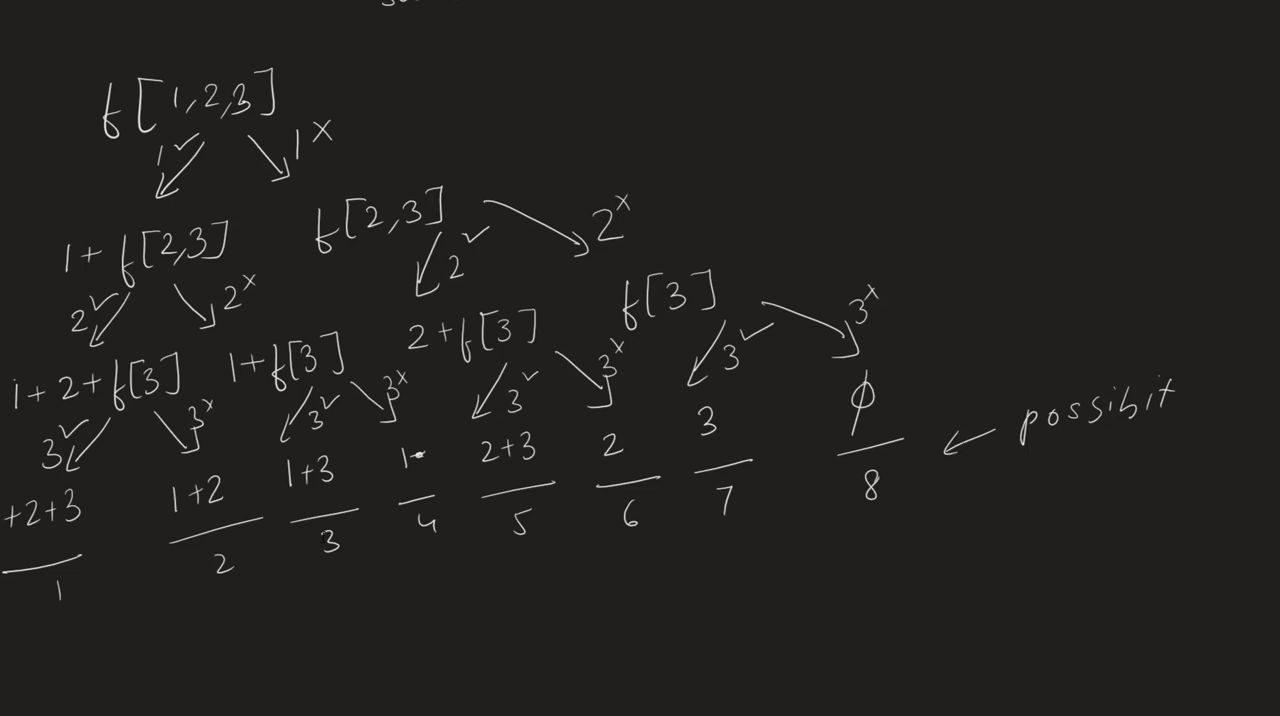 f[1,2,3]
1✓ 1×
1+ f[2,3] f[2,3] 2×
2✓ 2× 2✓
1+2+f[3] 1+f[3] 2+f[3] f[3] 3×
3✓ 3× 3✓ 3× 3✓ 3× 3✓
+2+3 1+2 1+3 1 2+3 2 3 ϕ
1 2 3 4 5 6 7 8 ← possibit